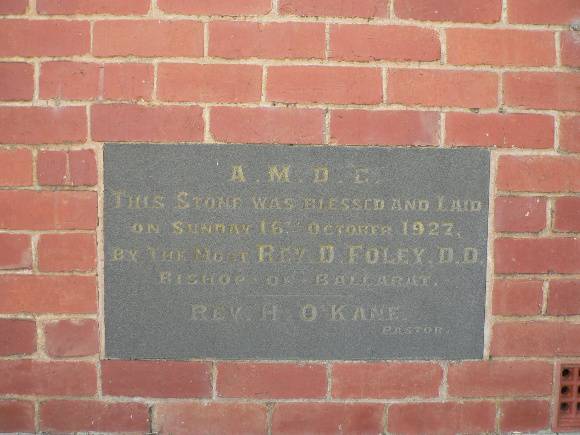 A.M.D.G.
THIS STONE WAS BLESSED AND LAID
ON SUNDAY 16TH OCTOBER 1927,
BY THE MOST REV. D. FOLEY. D.D.
BISHOP OF BALLARAT.
REV. H. O'KANE.
PASTOR.